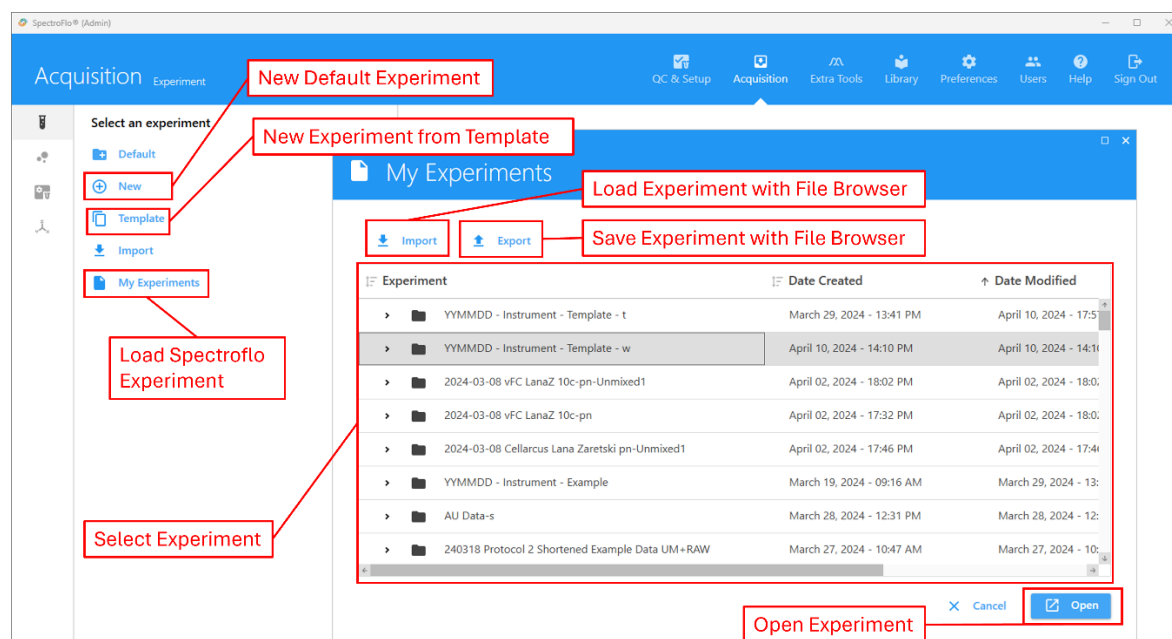 SpectroFlo® (Admin)
Acquisition Experiment
QC & Setup
Acquisition
Extra Tools
Library
Preferences
Users
Help
Sign Out
New Default Experiment
Select an experiment
Default
New Experiment from Template
New
My Experiments
Load Experiment with File Browser
Template
Import
Export
Save Experiment with File Browser
Import
My Experiments
Experiment
Date Created
Date Modified
YYMMDD - Instrument - Template - t
March 29, 2024 - 13:41 PM
April 10, 2024 - 17:5
YYMMDD - Instrument - Template - w
April 10, 2024 - 14:10 PM
April 10, 2024 - 14:1
Load Spectroflo
Experiment
2024-03-08 vFC LanaZ 10c-pn-Unmixed1
April 02, 2024 - 18:02 PM
April 02, 2024 - 18:0
2024-03-08 vFC LanaZ 10c-pn
April 02, 2024 - 17:32 PM
April 02, 2024 - 18:0
2024-03-08 Cellarcus Lana Zaretski pn-Unmixed1
April 02, 2024 - 17:46 PM
April 02, 2024 - 17:4
YYMMDD - Instrument - Example
March 19, 2024 - 09:16 AM
March 29, 2024 - 13:
AU Data-s
March 28, 2024 - 12:31 PM
March 28, 2024 - 12:
Select Experiment
240318 Protocol 2 Shortened Example Data UM+RAW
March 27, 2024 - 10:47 AM
March 27, 2024 - 10:
Cancel
Open
Open Experiment